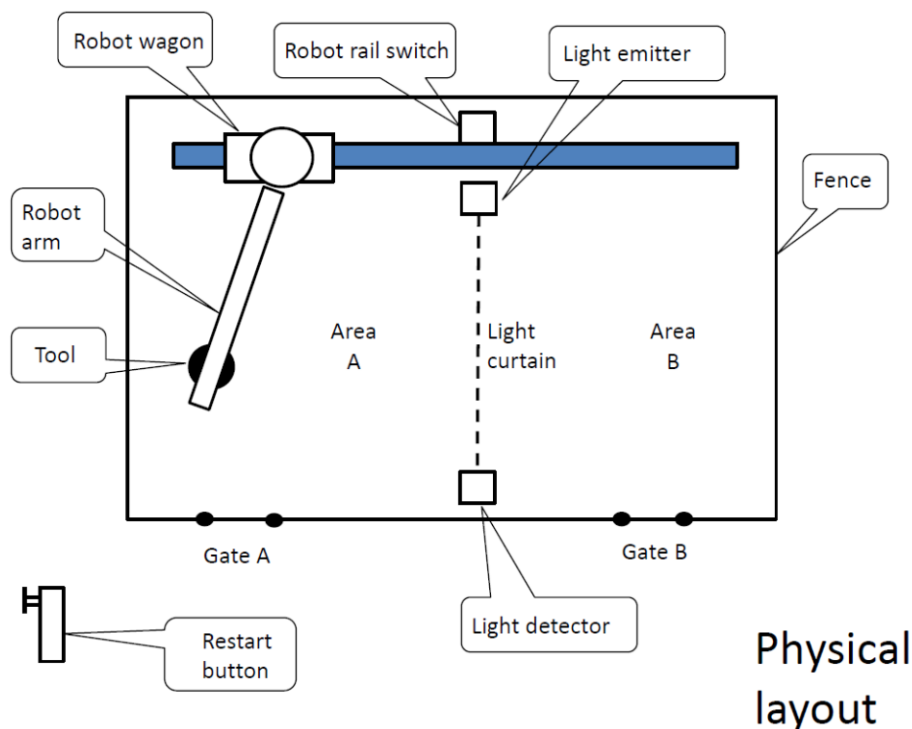 Robot wagon
Robot rail switch
Light emitter
Fence
Robot
arm
Tool
Area
A
Light
curtain
Area
B
Gate A
Gate B
Restart
button
Light detector
Physical
layout